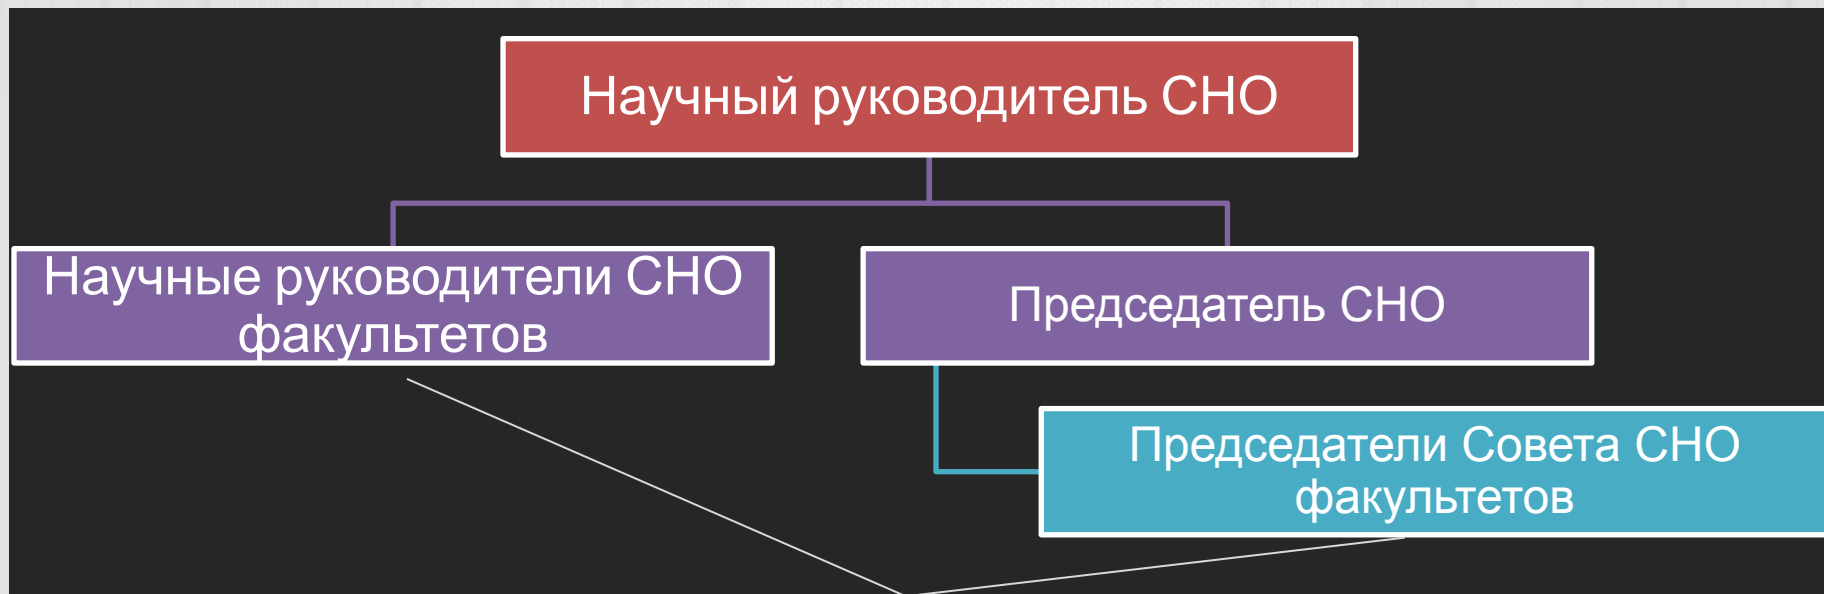 Научный руководитель СНО
Научные руководители СНО
факультетов
Председатель СНО
Председатели Совета СНО
факультетов